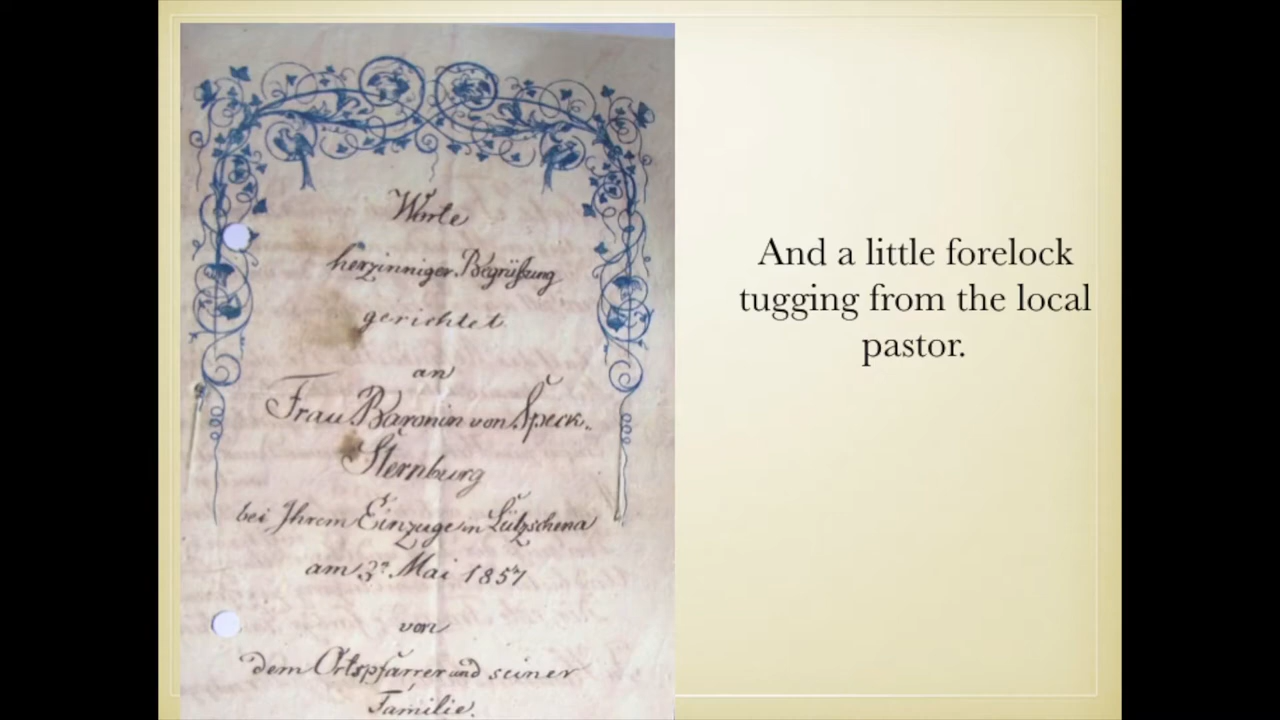 Worte
herzinniger Begrüßung
gerichtet
an
Frau Baronin von Speck-
Sternburg
bei Ihrem Einzuge in Lützschena
am 3n Mai 1857
von
dem Ortspfarrer und seiner
Familie.
And a little forelock
tugging from the local
pastor.